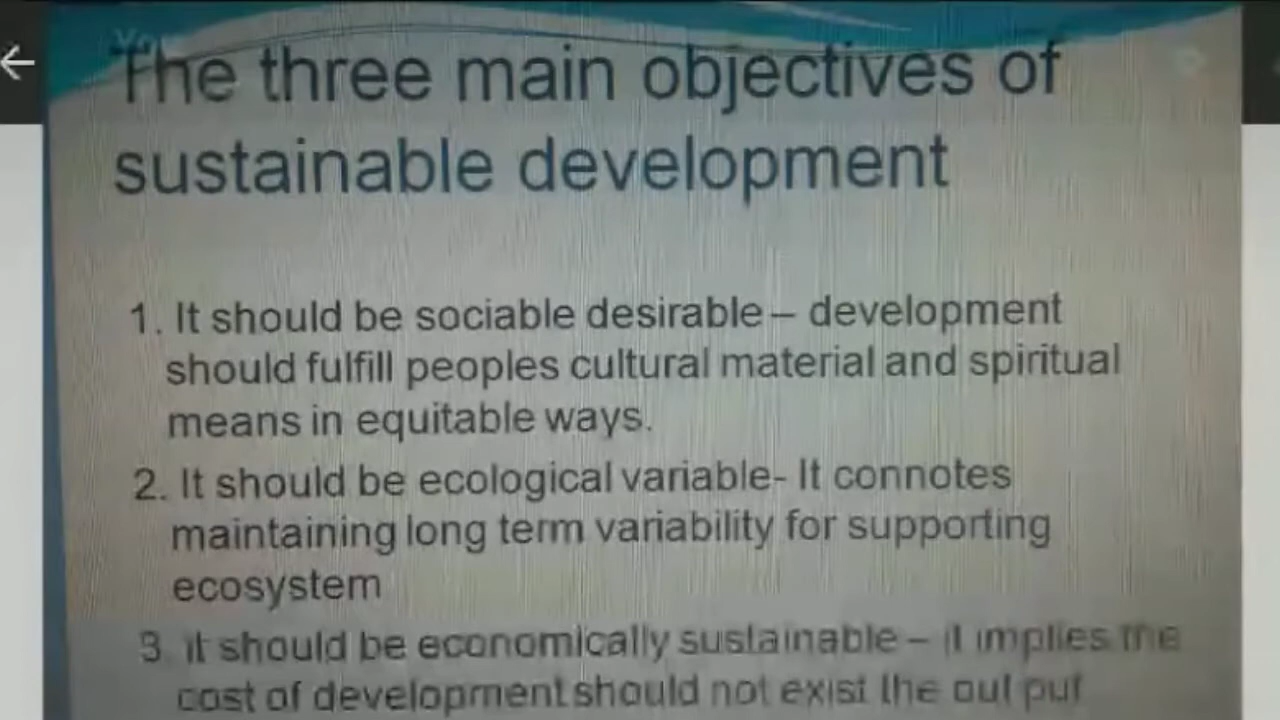 The three main objectives of
sustainable development
1. It should be sociable desirable – development
should fulfill peoples cultural material and spiritual
means in equitable ways.
2. It should be ecological variable- It connotes
maintaining long term variability for supporting
ecosystem
3. it should be economically sustainable – it implies the
cost of development should not exist the out put